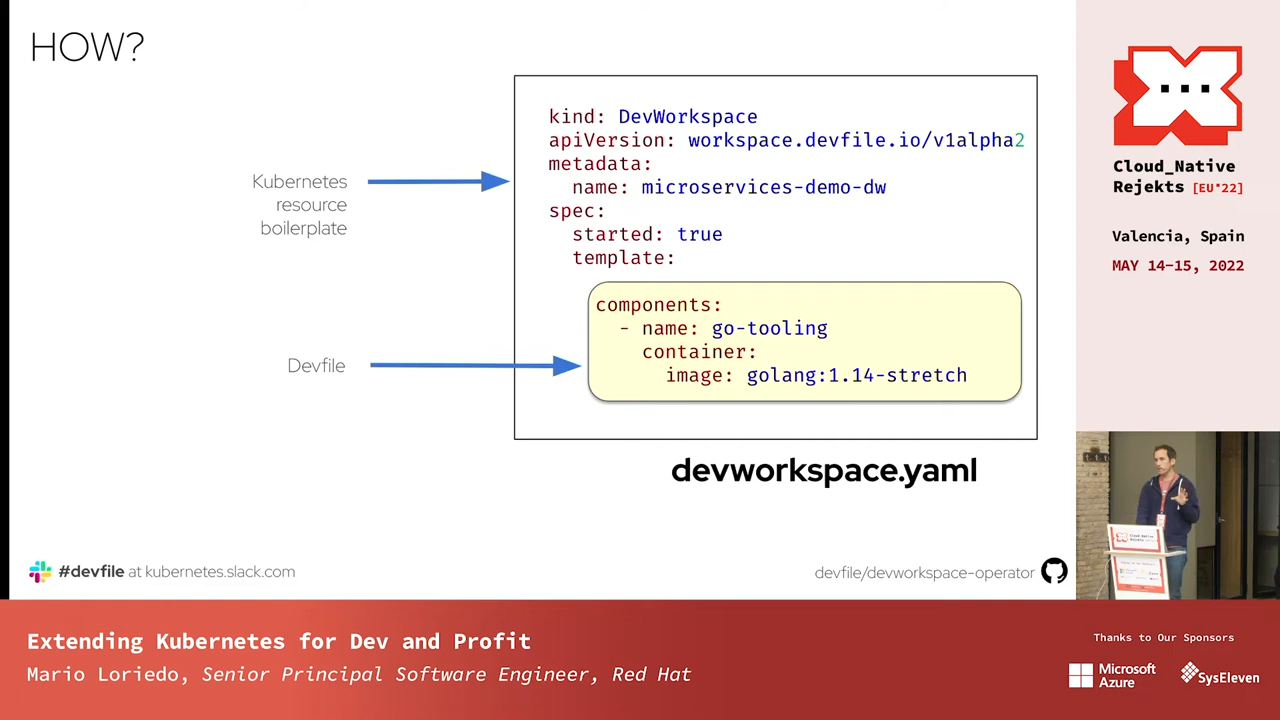 HOW?
Kubernetes
resource
boilerplate
Devfile
kind: DevWorkspace
apiVersion: workspace.devfile.io/v1alpha2
metadata:
  name: microservices-demo-dw
spec:
  started: true
  template:
    components:
      - name: go-tooling
        container:
          image: golang:1.14-stretch
devworkspace.yaml
#devfile at kubernetes.slack.com
devfile/devworkspace-operator
Cloud_Native
Rejekts [EU*22]
Valencia, Spain
MAY 14-15, 2022
Cloud_Native
Rejekts
Extending Kubernetes for Dev and Profit
Mario Loriedo, Senior Principal Software Engineer, Red Hat
Thanks to Our Sponsors
Microsoft
Azure
SysEleven